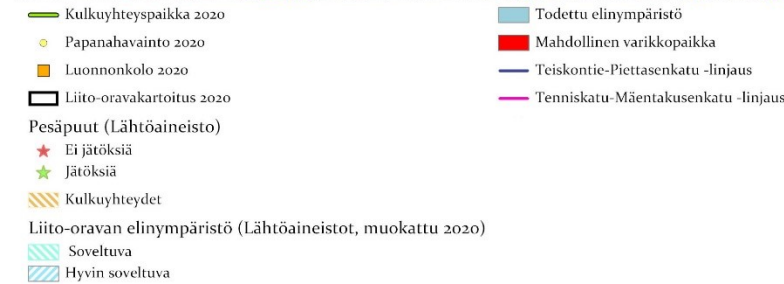 Kulkuyhteyspaikka 2020
Papanahavainto 2020
Luonnonkolo 2020
Liito-oravakartoitus 2020
Pesäpuut (Lähtöaineisto)
Ei jätöksiä
Jätöksiä
Kulkuyhteydet
Liito-oravan elinympäristö (Lähtöaineistot, muokattu 2020)
Soveltuva
Hyvin soveltuva
Todettu elinympäristö
Mahdollinen varikkopaikka
Teiskontie-Piettasenkatu -linjaus
Tenniskatu-Mäentakusenkatu -linjaus